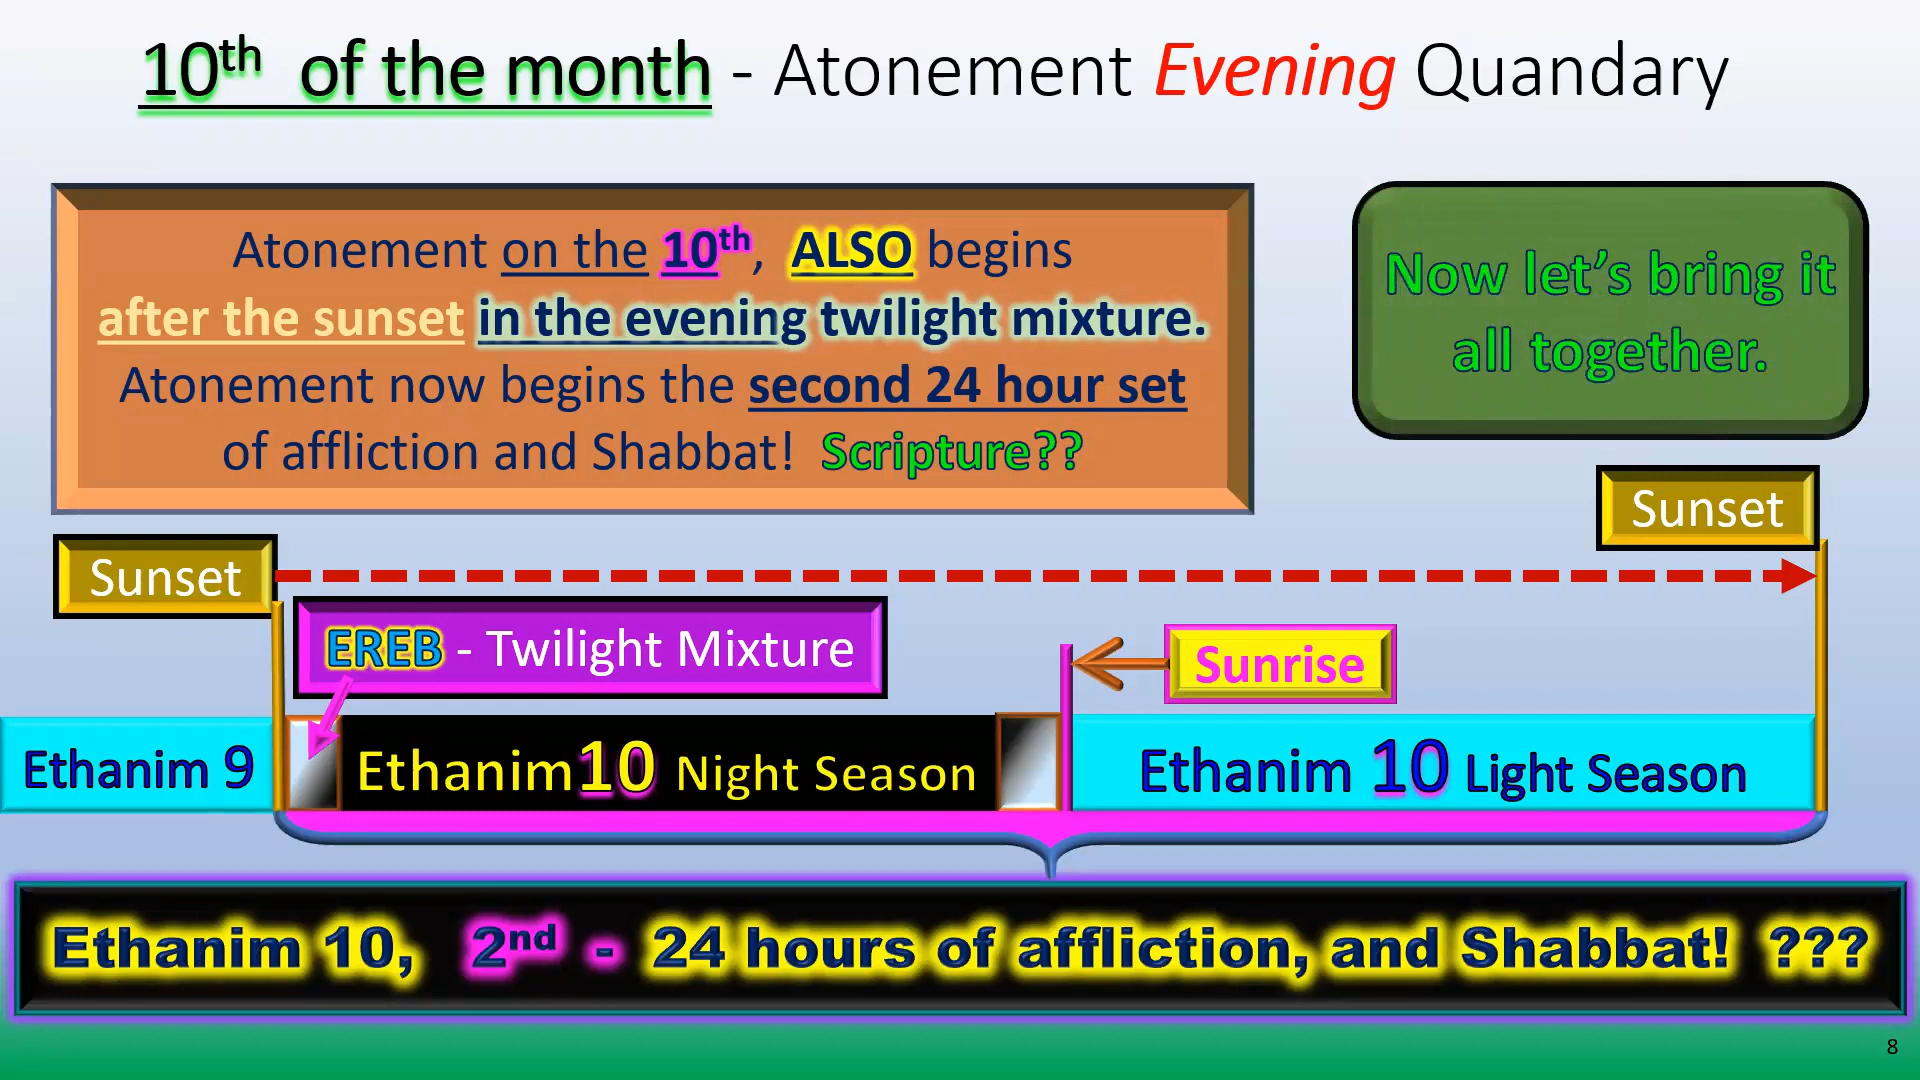 10th of the month - Atonement Evening Quandary
Atonement on the 10th, ALSO begins
after the sunset in the evening twilight mixture.
Atonement now begins the second 24 hour set
of affliction and Shabbat! Scripture??
Now let’s bring it
all together.
Sunset
Sunset
EREB - Twilight Mixture
Sunrise
Ethanim 9
Ethanim 10 Night Season
Ethanim 10 Light Season
Ethanim 10, 2nd - 24 hours of affliction, and Shabbat! ???
8